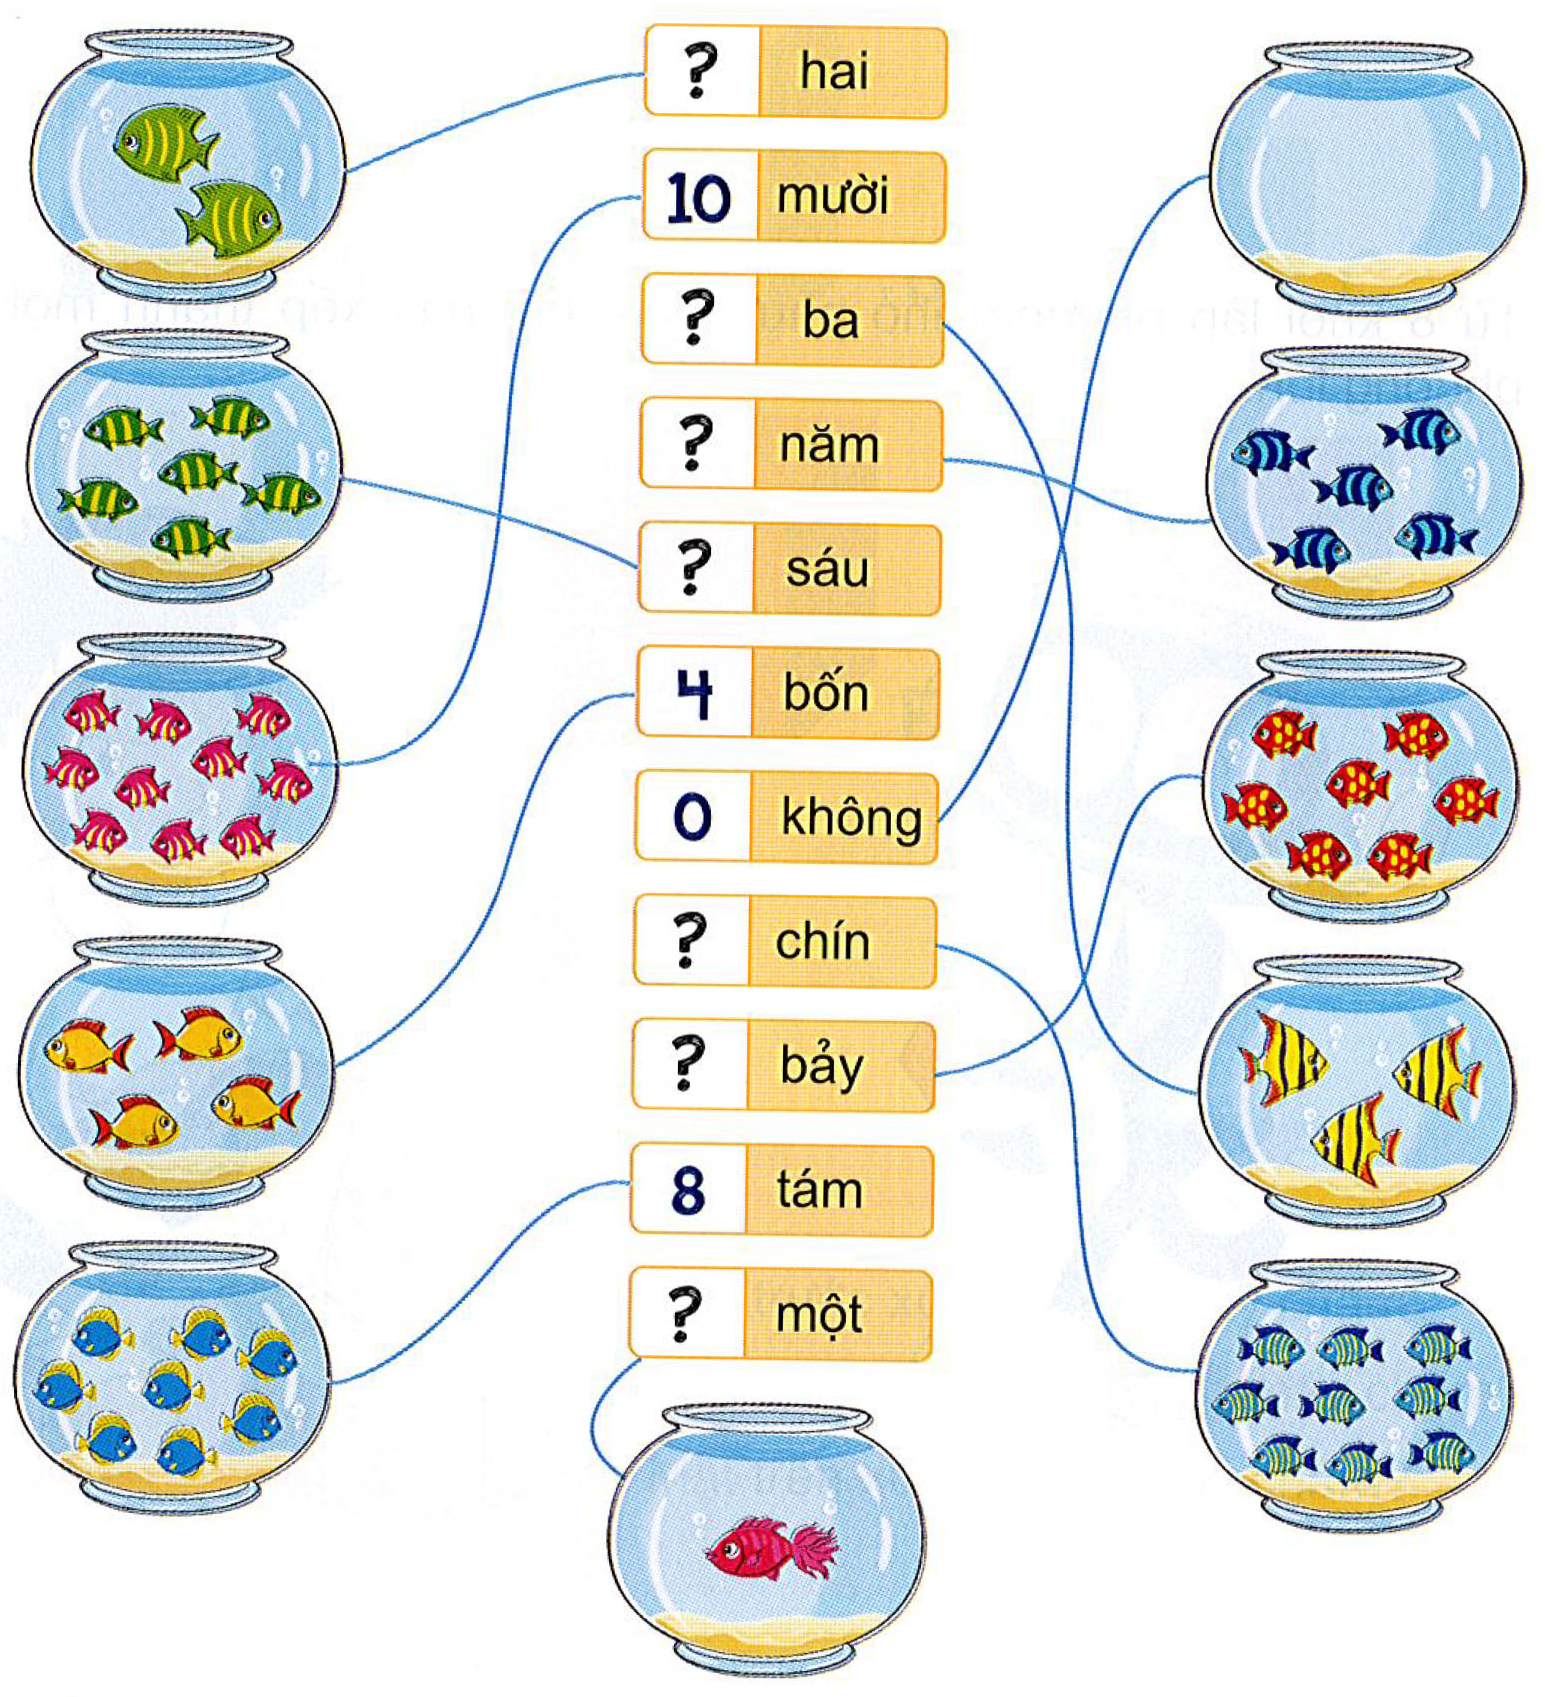 ? hai
10 mười
? ba
? năm
? sáu
4 bốn
0 không
? chín
? bảy
8 tám
? một